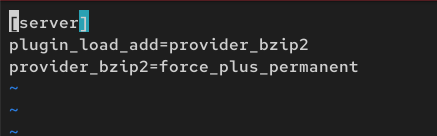 [server]
plugin_load_add=provider_bzip2
provider_bzip2=force_plus_permanent
~
~
~